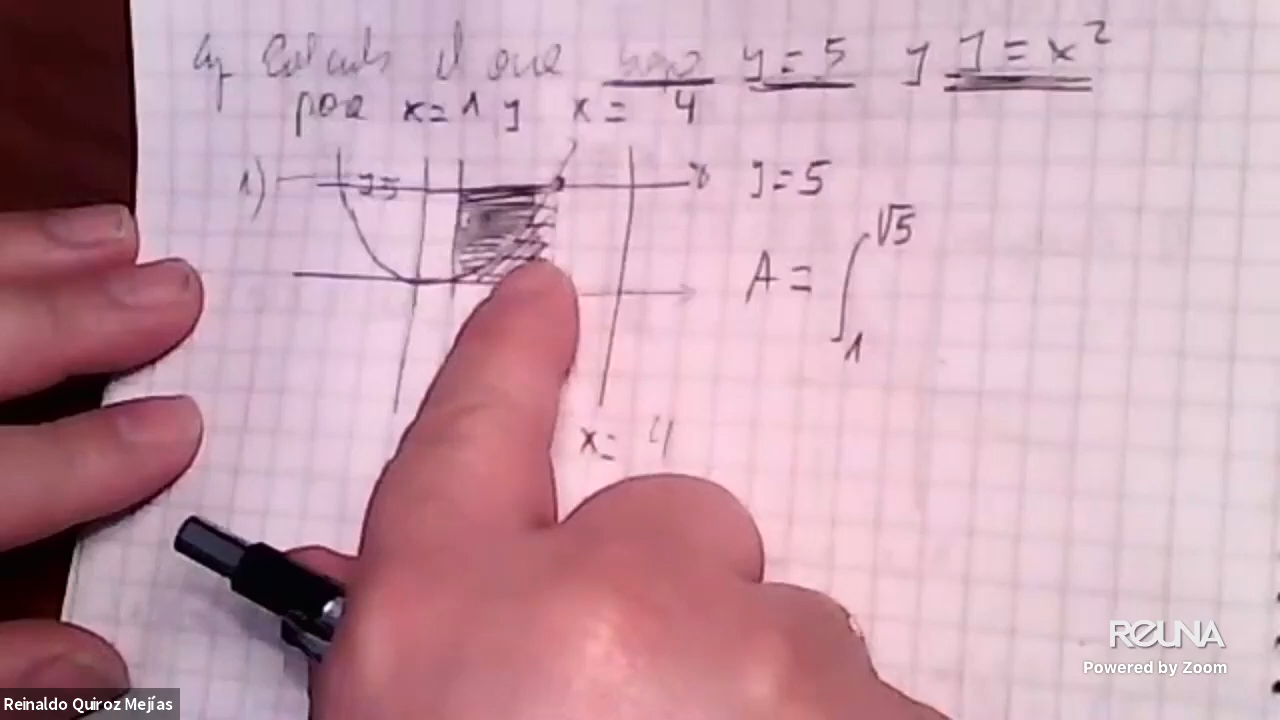 Calcule el área bajo y = 5 y y = x²
para x = 1 y x = 4
1) y=5 y = 5
A = ∫ √5
1
x = 4
REUNA
Powered by Zoom
Reinaldo Quiroz Mejías